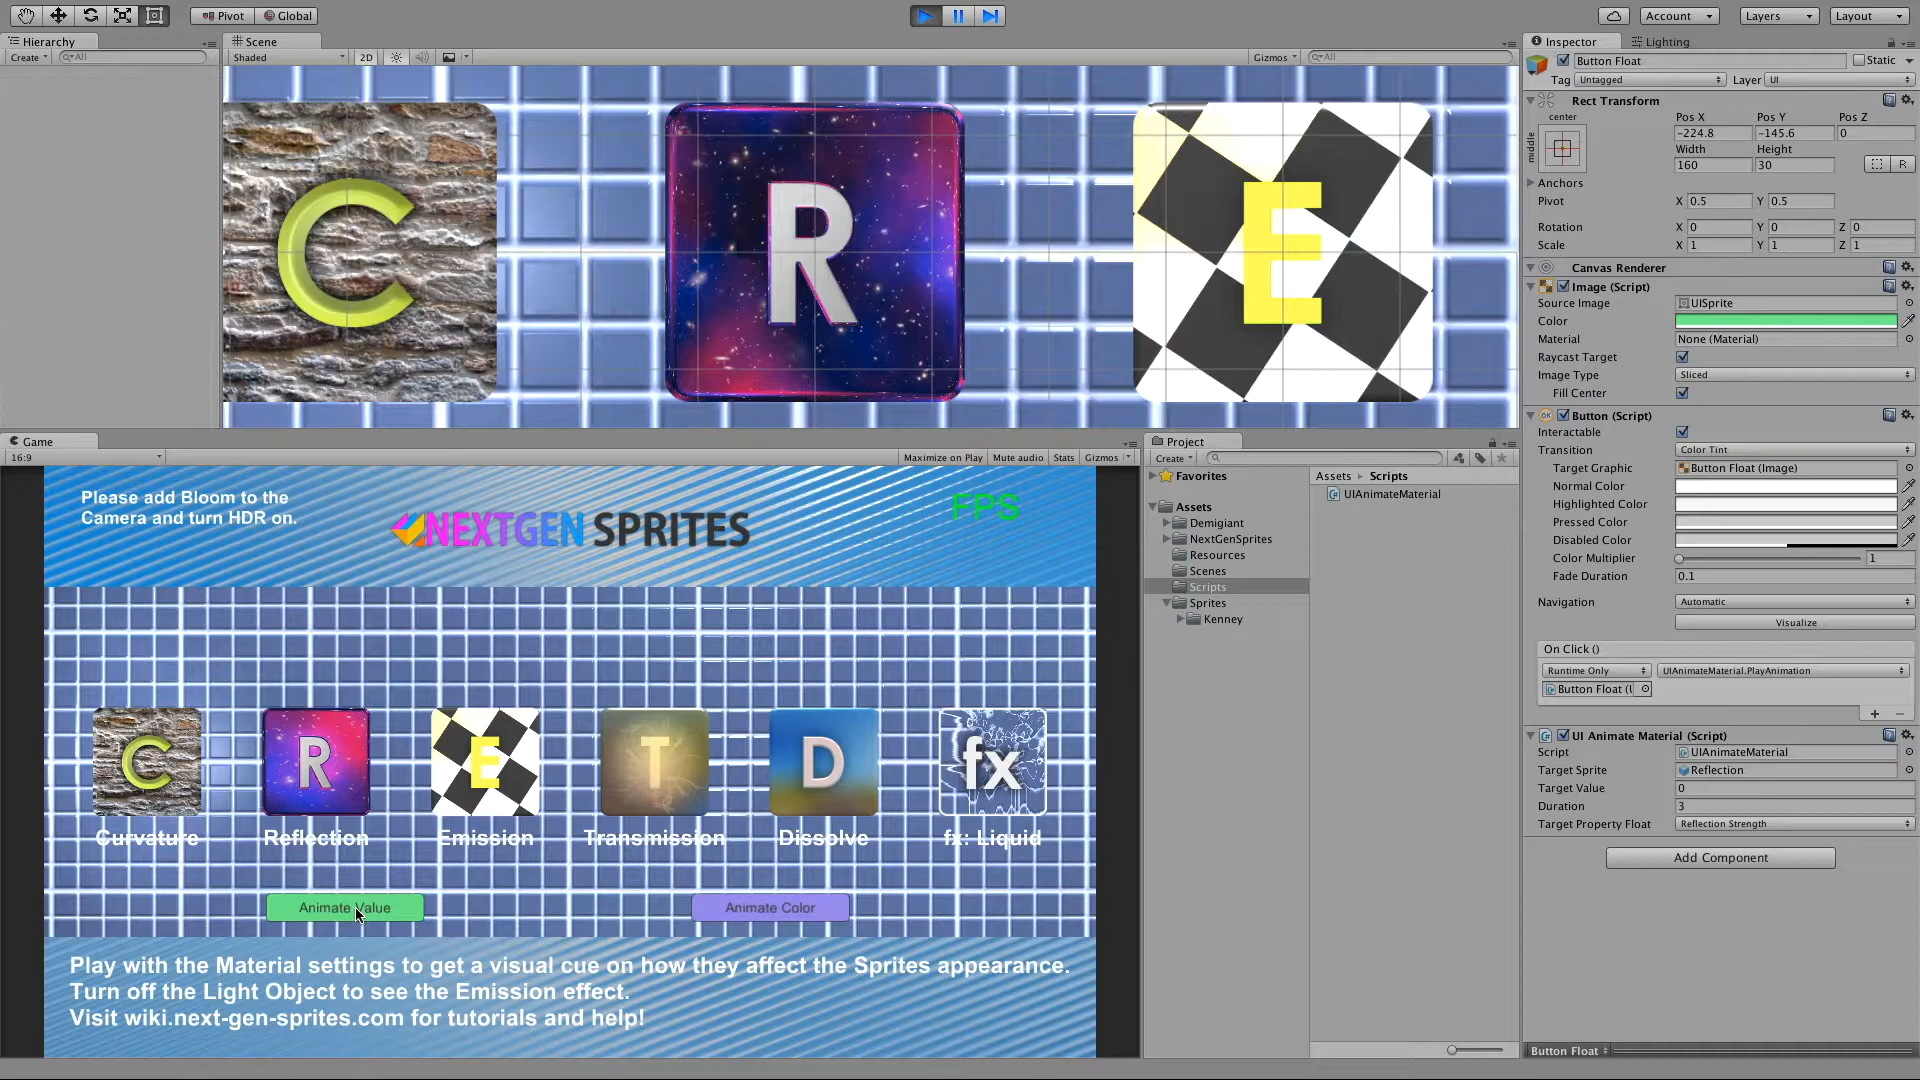 Pivot Global Account Layers Layout
Hierarchy Scene Inspector Lighting
Create All Shaded 2D Gizmos All
Button Float Static
Tag Untagged Layer UI
Rect Transform
center
middle
Pos X Pos Y Pos Z
-224.8 -145.6 0
Width Height
160 30 R
Anchors
Pivot X 0.5 Y 0.5
Rotation X 0 Y 0 Z 0
Scale X 1 Y 1 Z 1
Canvas Renderer
Image (Script)
Source Image UISprite
Color
Material None (Material)
Raycast Target
Image Type Sliced
Fill Center
Button (Script)
Interactable
Transition Color Tint
Target Graphic Button Float (Image)
Normal Color
Highlighted Color
Pressed Color
Disabled Color
Color Multiplier 1
Fade Duration 0.1
Navigation Automatic
Visualize
On Click ()
Runtime Only UIAnimateMaterial.PlayAnimation
Button Float (
UI Animate Material (Script)
Script UIAnimateMaterial
Target Sprite Reflection
Target Value 0
Duration 3
Target Property Float Reflection Strength
Add Component
Button Float
C R E
Game
16:9 Maximize on Play Mute audio Stats Gizmos
Please add Bloom to the
Camera and turn HDR on.
NEXTGEN SPRITES
FPS
C R E T D fx
Curvature Reflection Emission Transmission Dissolve fx: Liquid
Animate Value Animate Color
Play with the Material settings to get a visual cue on how they affect the Sprites appearance.
Turn off the Light Object to see the Emission effect.
Visit wiki.next-gen-sprites.com for tutorials and help!
Project
Create
Favorites
Assets
Demigiant
NextGenSprites
Resources
Scenes
Scripts
Sprites
Kenney
Assets Scripts
UIAnimateMaterial